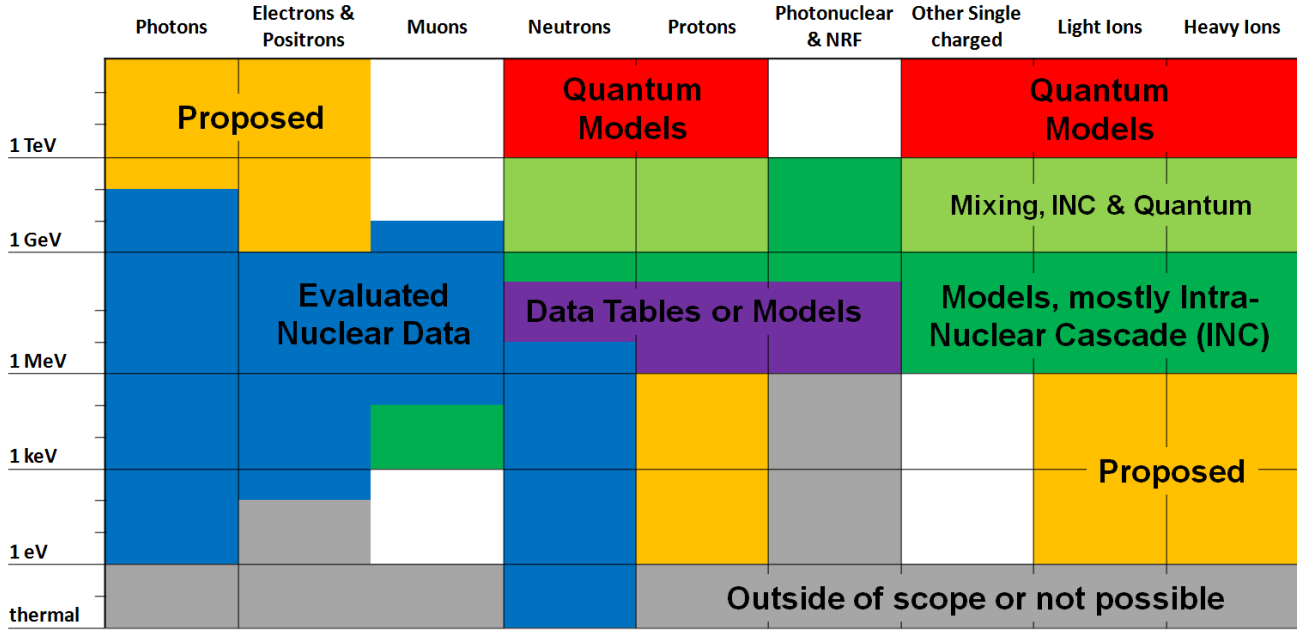 Photons
Electrons &
Positrons
Muons
Neutrons
Protons
Photonuclear
& NRF
Other Single
charged
Light Ions
Heavy Ions
Proposed
Quantum
Models
Quantum
Models
1 TeV
Mixing, INC & Quantum
1 GeV
Evaluated
Nuclear Data
Data Tables or Models
Models, mostly Intra-
Nuclear Cascade (INC)
1 MeV
1 keV
Proposed
1 eV
Outside of scope or not possible
thermal